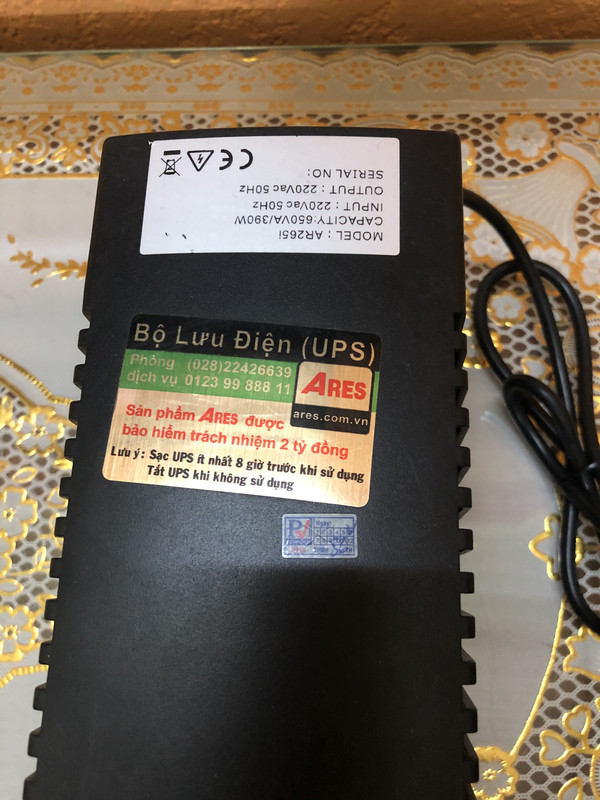 MODEL : AR265i
CAPACITY:650VA/390W
INPUT : 220Vac 50Hz
OUTPUT : 220Vac 50Hz
SERIAL NO:
CE
Bộ Lưu Điện (UPS)
Phòng (028)22426639
dịch vụ 0123 99 888 11
ARES
ares.com.vn
Sản phẩm ARES được
bảo hiểm trách nhiệm 2 tỷ đồng
Lưu ý: Sạc UPS ít nhất 8 giờ trước khi sử dụng
Tắt UPS khi không sử dụng
Ngày: